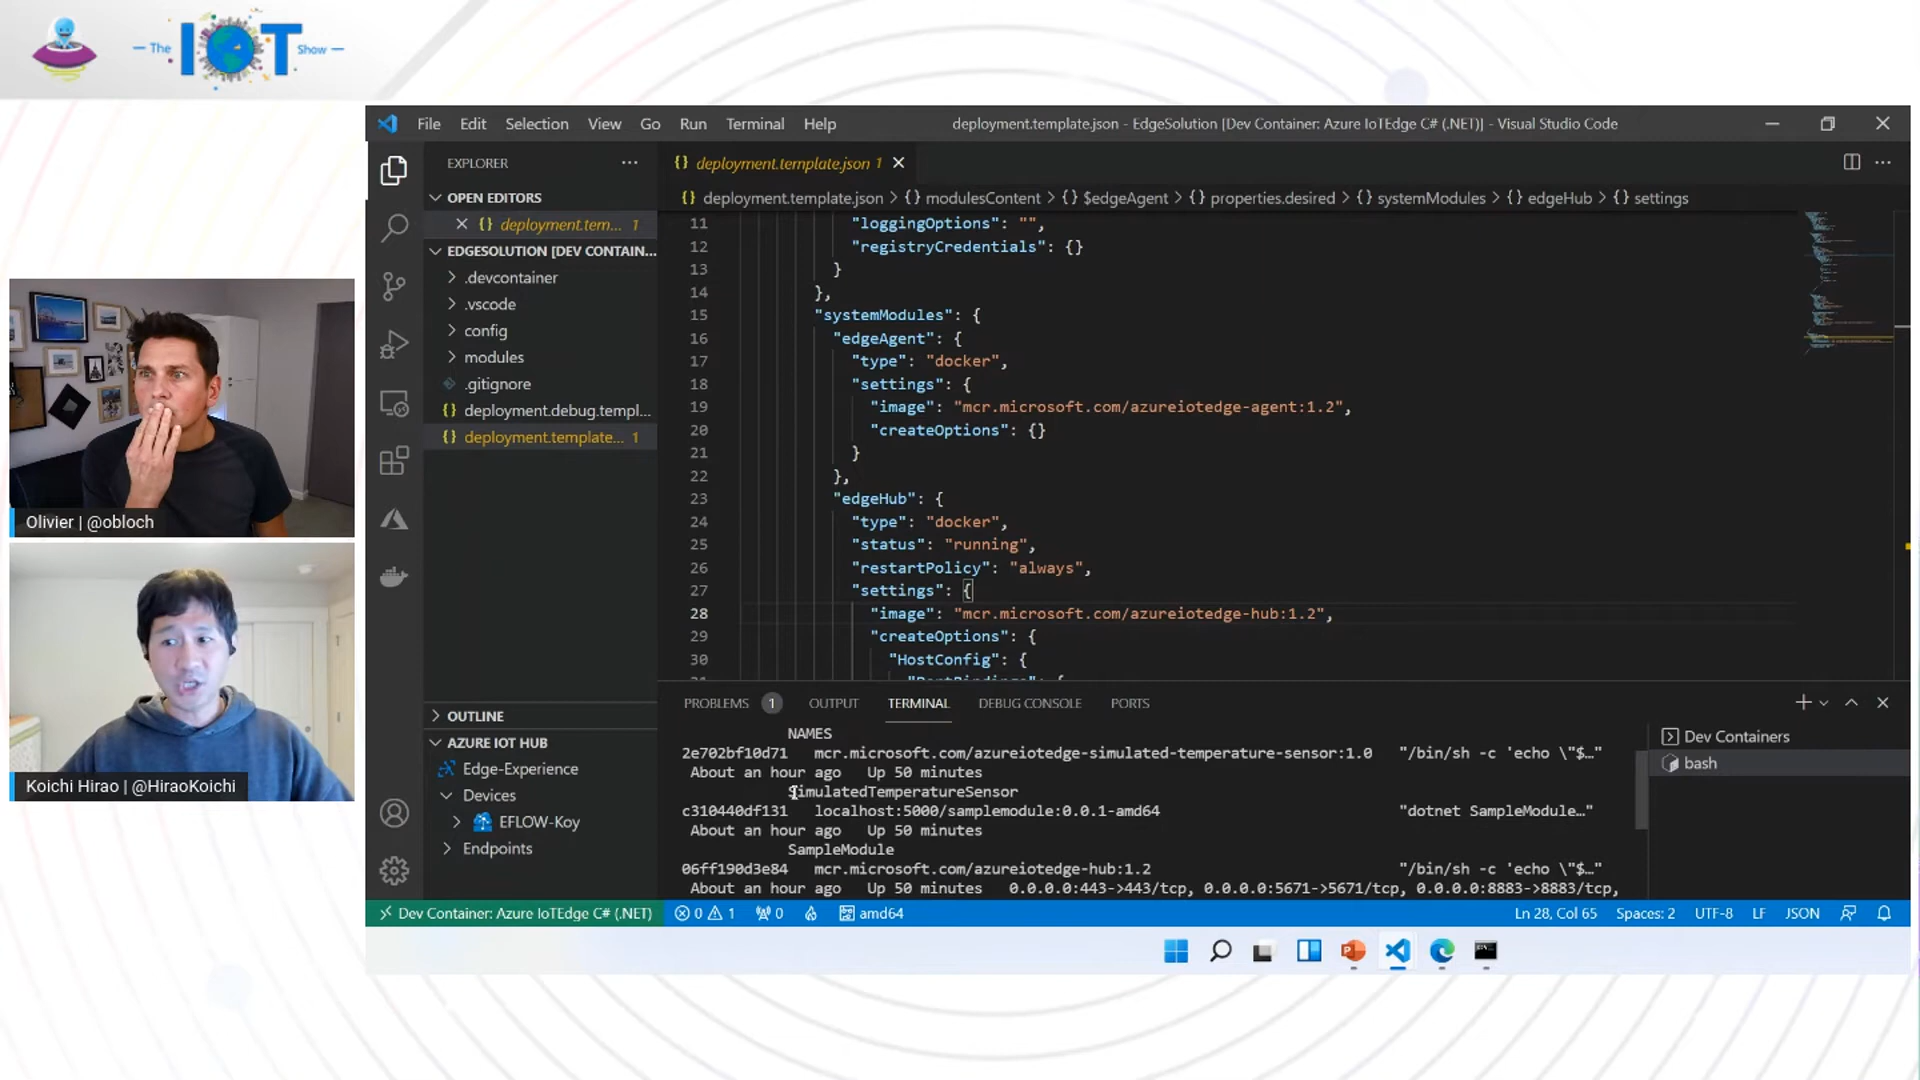 The IOT Show
File Edit Selection View Go Run Terminal Help
deployment.template.json - EdgeSolution [Dev Container: Azure IoTEdge C# (.NET)] - Visual Studio Code
EXPLORER
OPEN EDITORS
{} deployment.tem... 1
EDGESOLUTION [DEV CONTAIN...
.devcontainer
.vscode
config
modules
.gitignore
{} deployment.debug.templ...
{} deployment.template... 1
OUTLINE
AZURE IOT HUB
Edge-Experience
Devices
EFLOW-Koy
Endpoints
{} deployment.template.json 1
{} deployment.template.json > {} modulesContent > {} $edgeAgent > {} properties.desired > {} systemModules > {} edgeHub > {} settings
11 "loggingOptions": "",
12 "registryCredentials": {}
13 }
14 },
15 "systemModules": {
16 "edgeAgent": {
17 "type": "docker",
18 "settings": {
19 "image": "mcr.microsoft.com/azureiotedge-agent:1.2",
20 "createOptions": {}
21 }
22 },
23 "edgeHub": {
24 "type": "docker",
25 "status": "running",
26 "restartPolicy": "always",
27 "settings": {
28 "image": "mcr.microsoft.com/azureiotedge-hub:1.2",
29 "createOptions": {
30 "HostConfig": {
PROBLEMS 1 OUTPUT TERMINAL DEBUG CONSOLE PORTS
NAMES
2e702bf10d71 mcr.microsoft.com/azureiotedge-simulated-temperature-sensor:1.0 "/bin/sh -c 'echo \"$…"
About an hour ago Up 50 minutes
SimulatedTemperatureSensor
c310440df131 localhost:5000/samplemodule:0.0.1-amd64 "dotnet SampleModule…"
About an hour ago Up 50 minutes
SampleModule
06ff190d3e84 mcr.microsoft.com/azureiotedge-hub:1.2 "/bin/sh -c 'echo \"$…"
About an hour ago Up 50 minutes 0.0.0.0:443->443/tcp, 0.0.0.0:5671->5671/tcp, 0.0.0.0:8883->8883/tcp,
Dev Containers
bash
Dev Container: Azure IoTEdge C# (.NET) 0 1 0 amd64 Ln 28, Col 65 Spaces: 2 UTF-8 LF JSON
Olivier | @obloch
Koichi Hirao | @HiraoKoichi